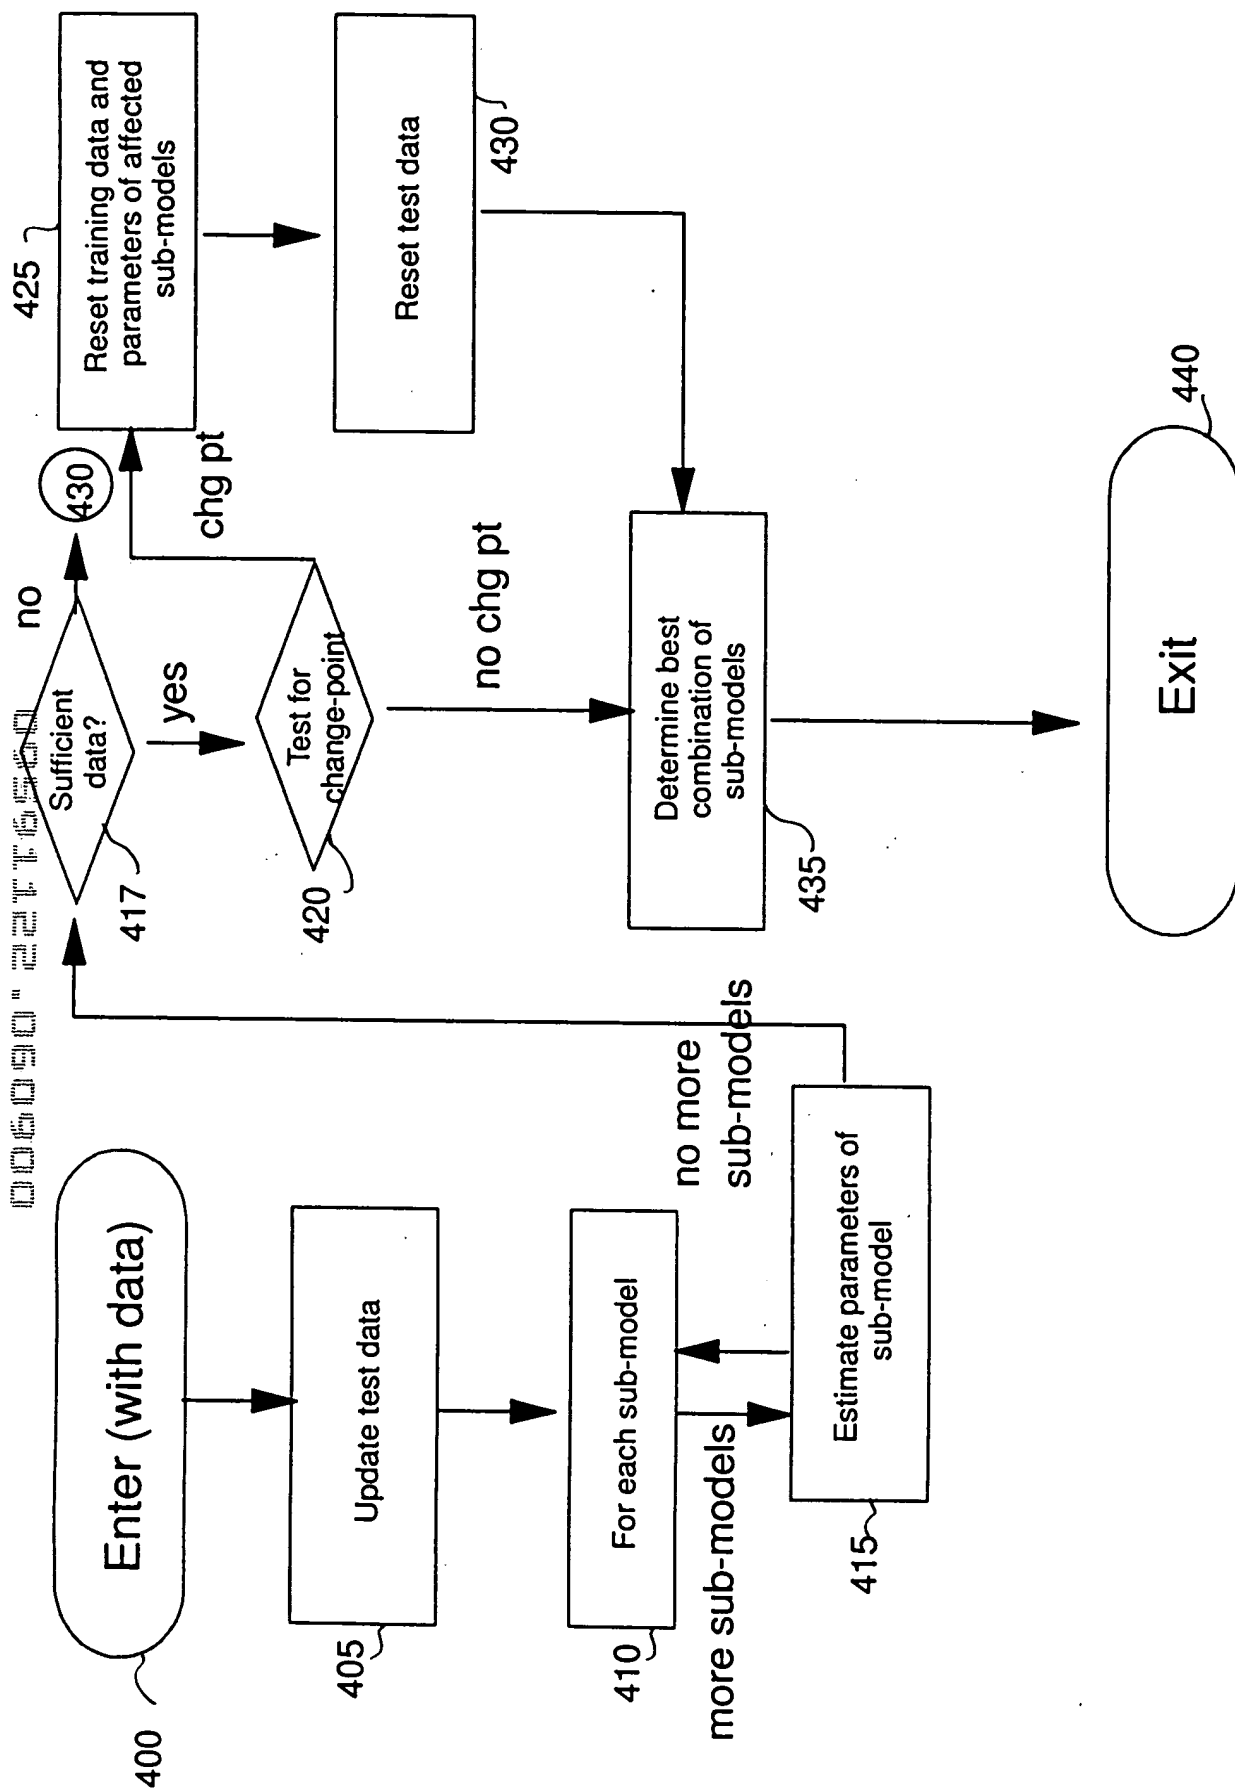 09591122.060900
400
Enter (with data)
405
Update test data
410
For each sub-model
more sub-models
415
Estimate parameters of
sub-model
no more
sub-models
417
Sufficient
data?
no
430
yes
420
Test for
change-point
chg pt
no chg pt
425
Reset training data and
parameters of affected
sub-models
Reset test data
430
435
Determine best
combination of
sub-models
440
Exit